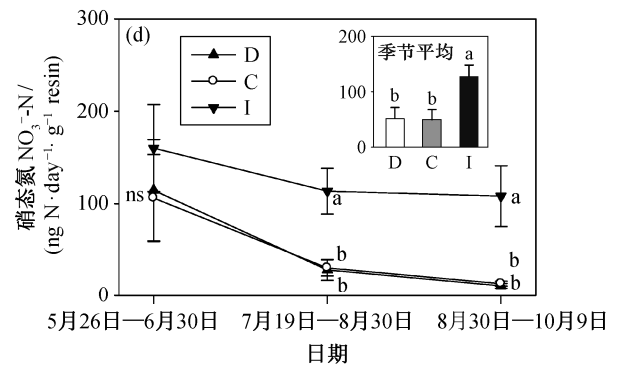 (d)
D
C
I
季节平均
200
100
0
a
b
b
D
C
I
硝态氮 NO₃⁻-N/
(ng N·day⁻¹·g⁻¹ resin)
300
200
100
0
ns
a
b
b
a
b
b
5月26日—6月30日
7月19日—8月30日
8月30日—10月9日
日期